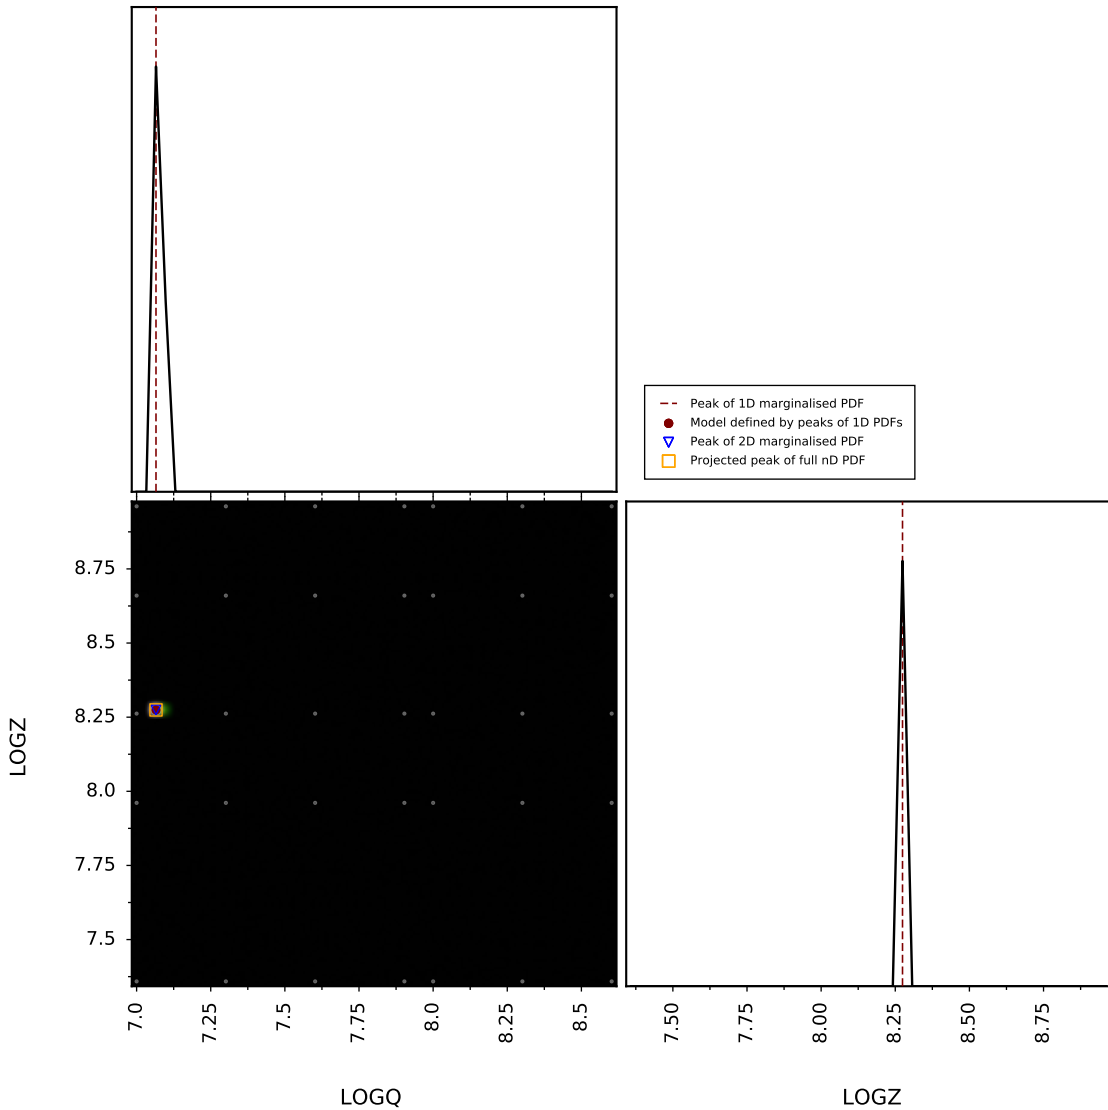 Peak of 1D marginalised PDF
Model defined by peaks of 1D PDFs
Peak of 2D marginalised PDF
Projected peak of full nD PDF
8.75
8.5
8.25
8.0
7.75
7.5
LOGZ
7.0
7.25
7.5
7.75
8.0
8.25
8.5
LOGQ
7.50
7.75
8.00
8.25
8.50
8.75
LOGZ